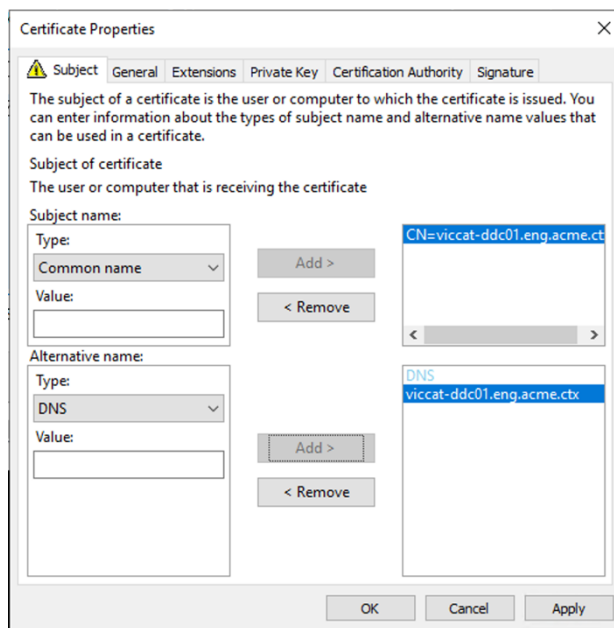 Certificate Properties
Subject General Extensions Private Key Certification Authority Signature
The subject of a certificate is the user or computer to which the certificate is issued. You
can enter information about the types of subject name and alternative name values that
can be used in a certificate.
Subject of certificate
The user or computer that is receiving the certificate
Subject name:
Type:
Common name
Value:
Add >
< Remove
CN=viccat-ddc01.eng.acme.ct
Alternative name:
Type:
DNS
Value:
Add >
< Remove
DNS
viccat-ddc01.eng.acme.ctx
OK Cancel Apply